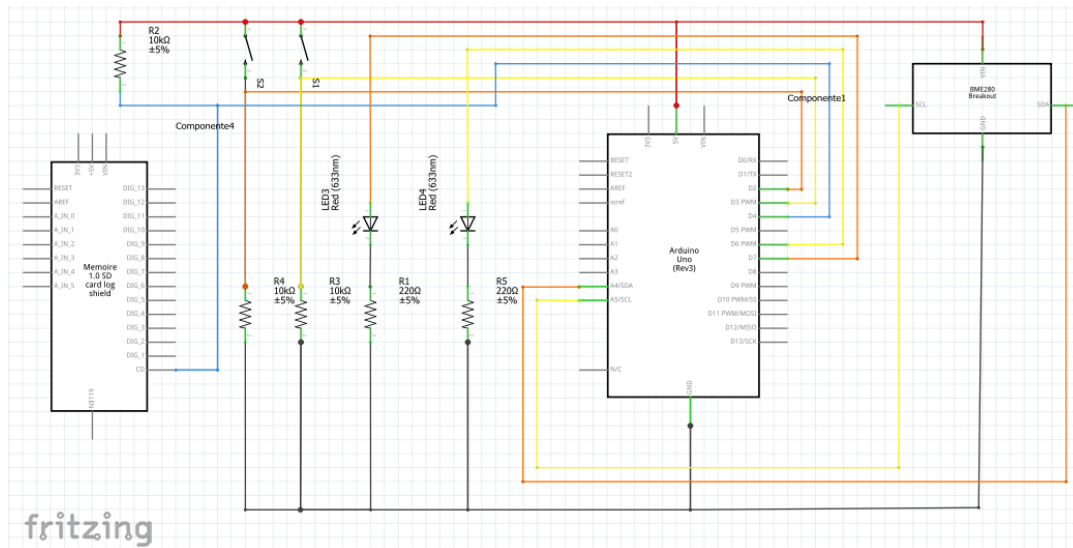 R2
10kΩ
±5%
S2
S1
Componente4
Componente1
LED3
Red (633nm)
LED4
Red (633nm)
R4
10kΩ
±5%
R3
10kΩ
±5%
R1
220Ω
±5%
R5
220Ω
±5%
3V3
+5V
VIN
RESET
AREF
A_IN_0
A_IN_1
A_IN_2
A_IN_3
A_IN_4
A_IN_5
Memoire
1.0 SD
card log
shield
DIG_13
DIG_12
DIG_11
DIG_10
DIG_9
DIG_8
DIG_7
DIG_6
DIG_5
DIG_4
DIG_3
DIG_2
DIG_1
CD
3V3
5V
VIN
RESET
RESET2
AREF
ioref
A0
A1
A2
A3
A4/SDA
A5/SCL
N/C
Arduino
Uno
(Rev3)
D0/RX
D1/TX
D2
D3 PWM
D4
D5 PWM
D6 PWM
D7
D8
D9 PWM
D10 PWM/SS
D11 PWM/MOSI
D12/MISO
D13/SCK
GND
VIN
BME280
Breakout
SCL
SDA
GND
fritzing